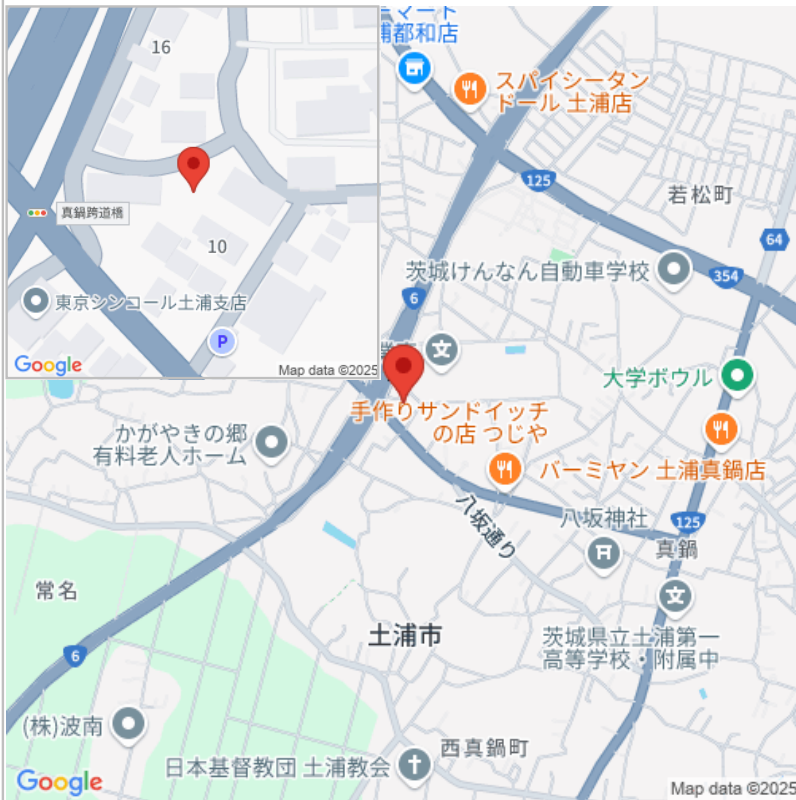 16
真鍋跨道橋
10
東京シンコール土浦支店
P
Google
Map data ©2025
マート
浦都和店
スパイシータン
ドール 土浦店
125
若松町
64
茨城けんなん自動車学校
354
6
文
大学ボウル
手作りサンドイッチ
の店 つじや
かがやきの郷
有料老人ホーム
バーミヤン 土浦真鍋店
八坂通り
八坂神社
125
真鍋
常名
文
土浦市
茨城県立土浦第一
高等学校・附属中
6
(株)波南
西真鍋町
日本基督教団 土浦教会
Google
Map data ©2025